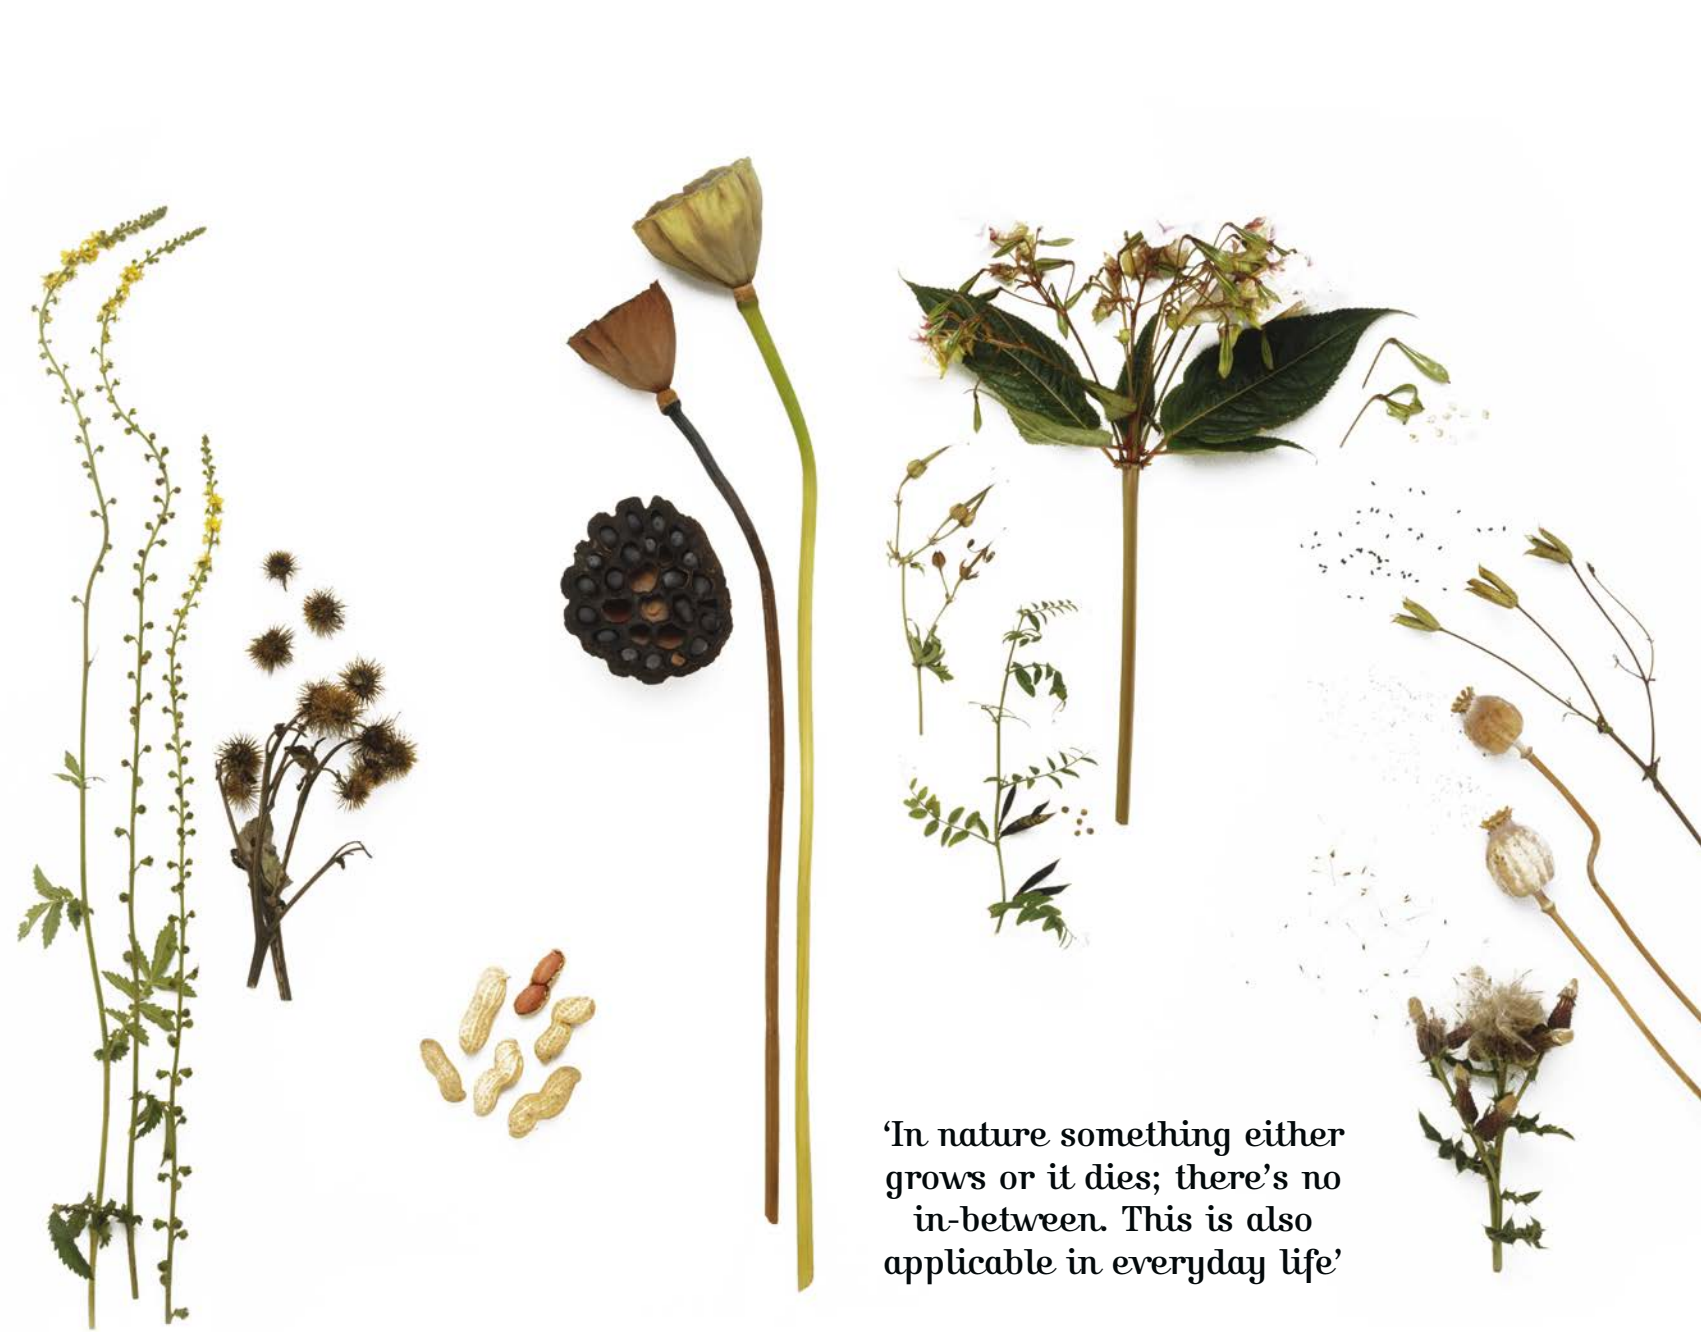 ‘In nature something either
grows or it dies; there’s no
in-between. This is also
applicable in everyday life’